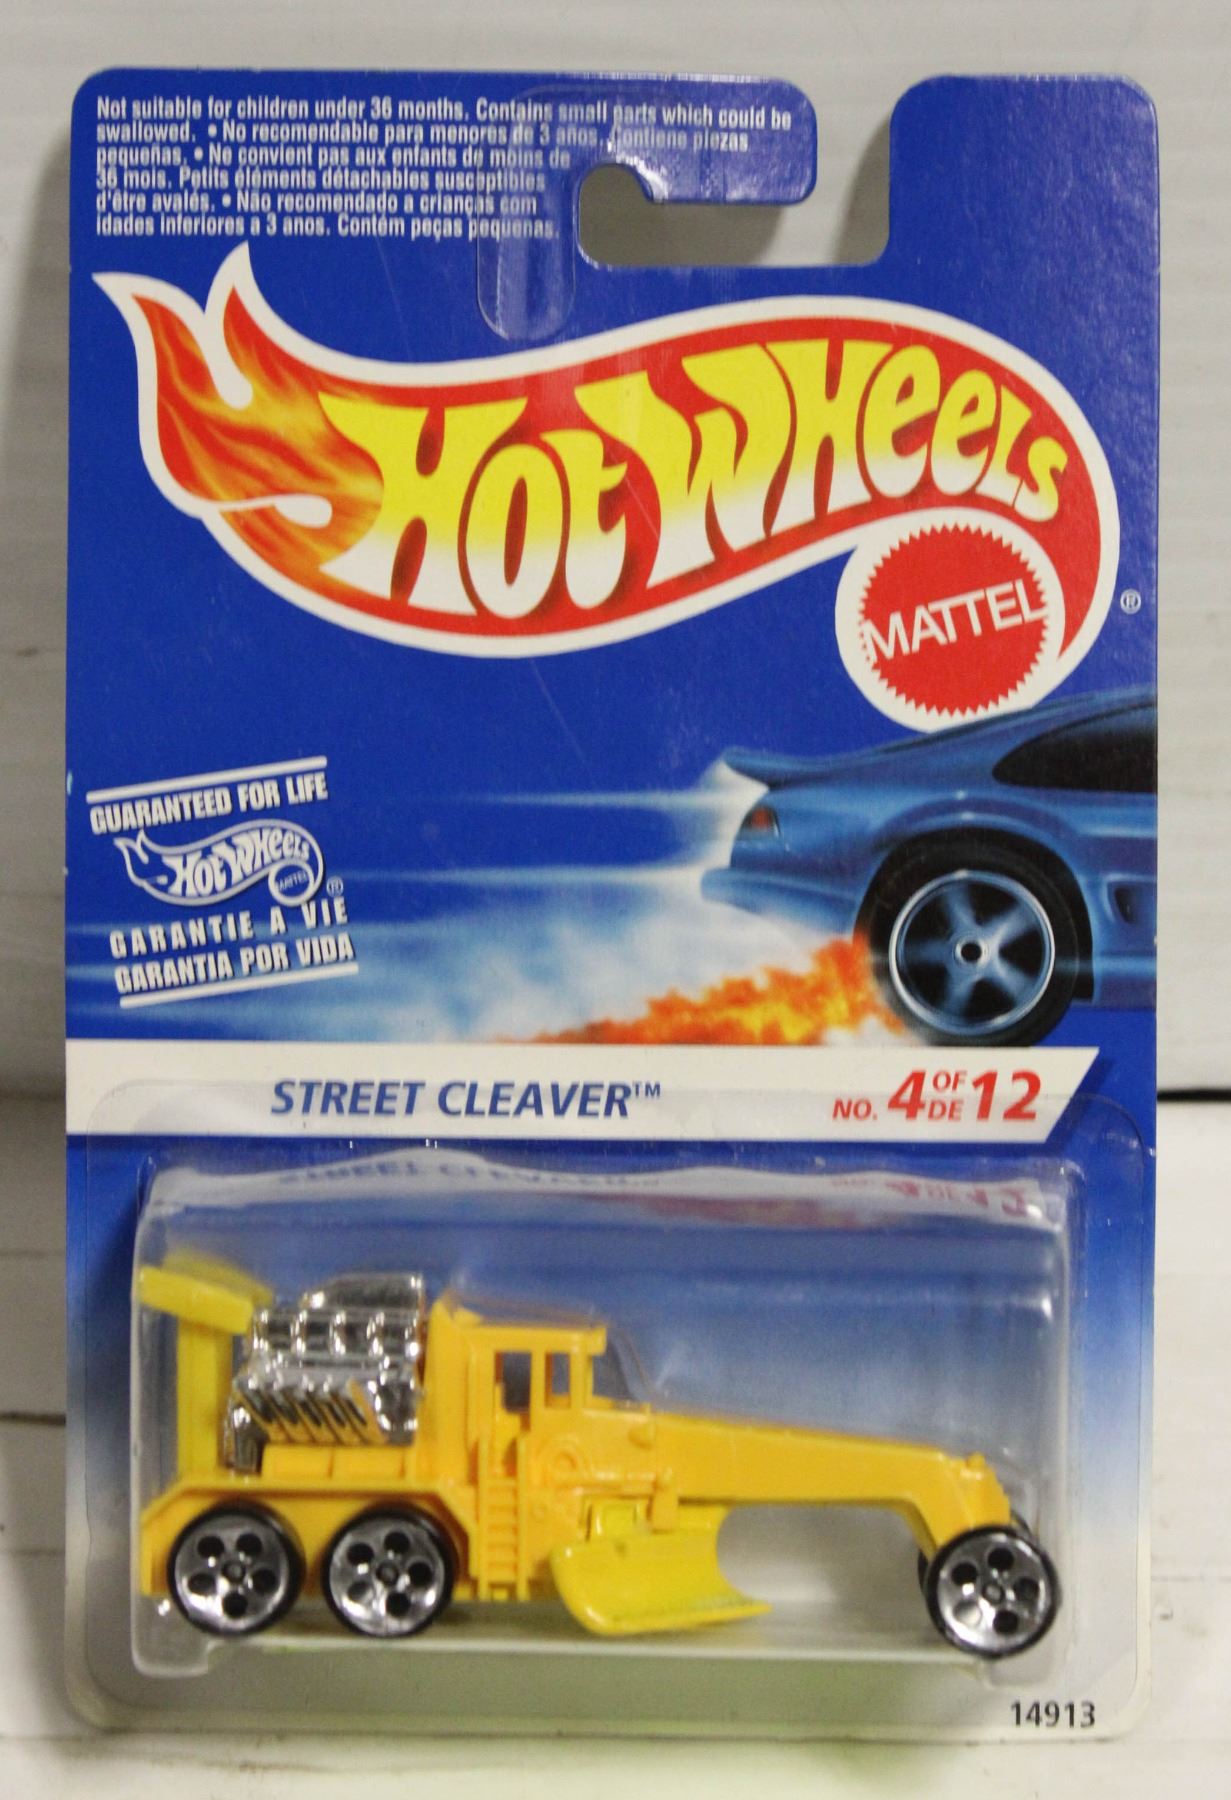 Not suitable for children under 36 months. Contains small parts which could be
swallowed. • No recomendable para menores de 3 años. Contiene piezas
pequeñas. • Ne convient pas aux enfants de moins de
36 mois. Petits éléments détachables susceptibles
d'être avalés. • Não recomendado a crianças com
idades inferiores a 3 anos. Contém peças pequenas.
HOT WHEELS
MATTEL
®
GUARANTEED FOR LIFE
HOT WHEELS
MATTEL
®
GARANTIE A VIE
GARANTIA POR VIDA
STREET CLEAVER™
NO. 4 OF DE 12
14913